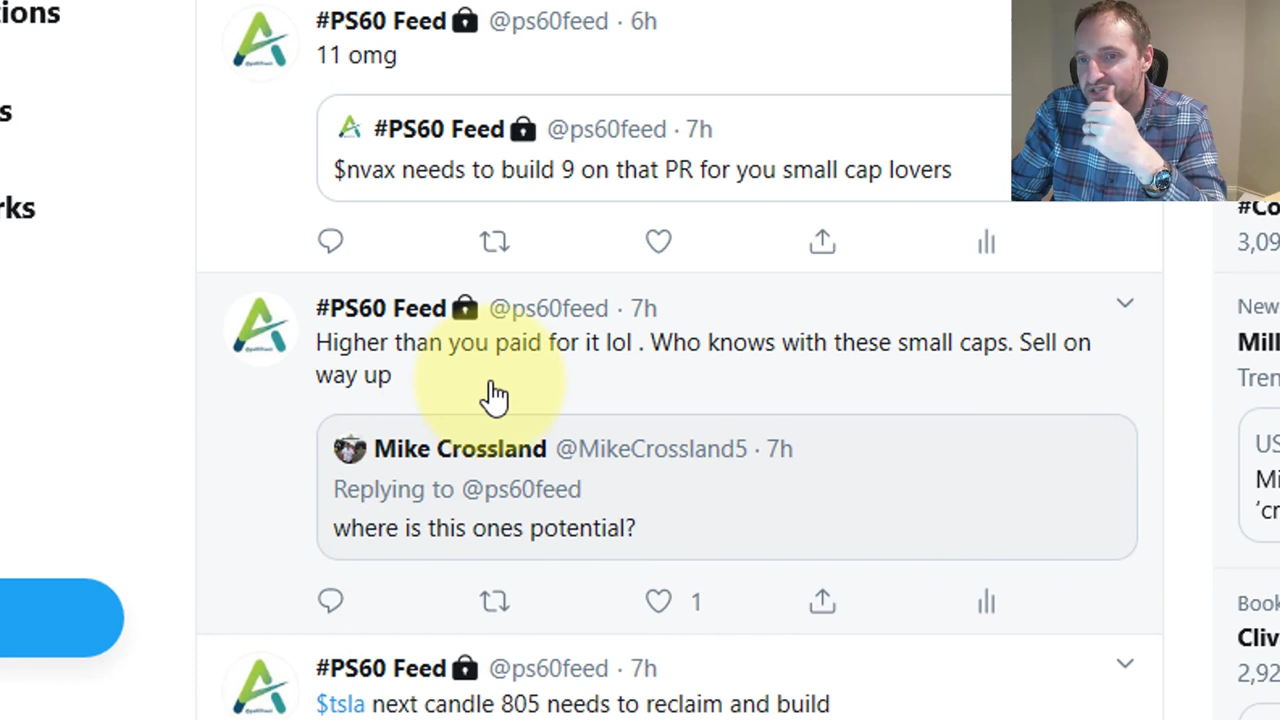 #PS60 Feed @ps60feed · 6h
11 omg
#PS60 Feed @ps60feed · 7h
$nvax needs to build 9 on that PR for you small cap lovers
#PS60 Feed @ps60feed · 7h
Higher than you paid for it lol . Who knows with these small caps. Sell on
way up
Mike Crossland @MikeCrossland5 · 7h
Replying to @ps60feed
where is this ones potential?
1
#PS60 Feed @ps60feed · 7h
$tsla next candle 805 needs to reclaim and build
tions
s
rks
#Co
3,09
New
Mill
Tren
US
Mi
‘cr
Book
Cliv
2,92